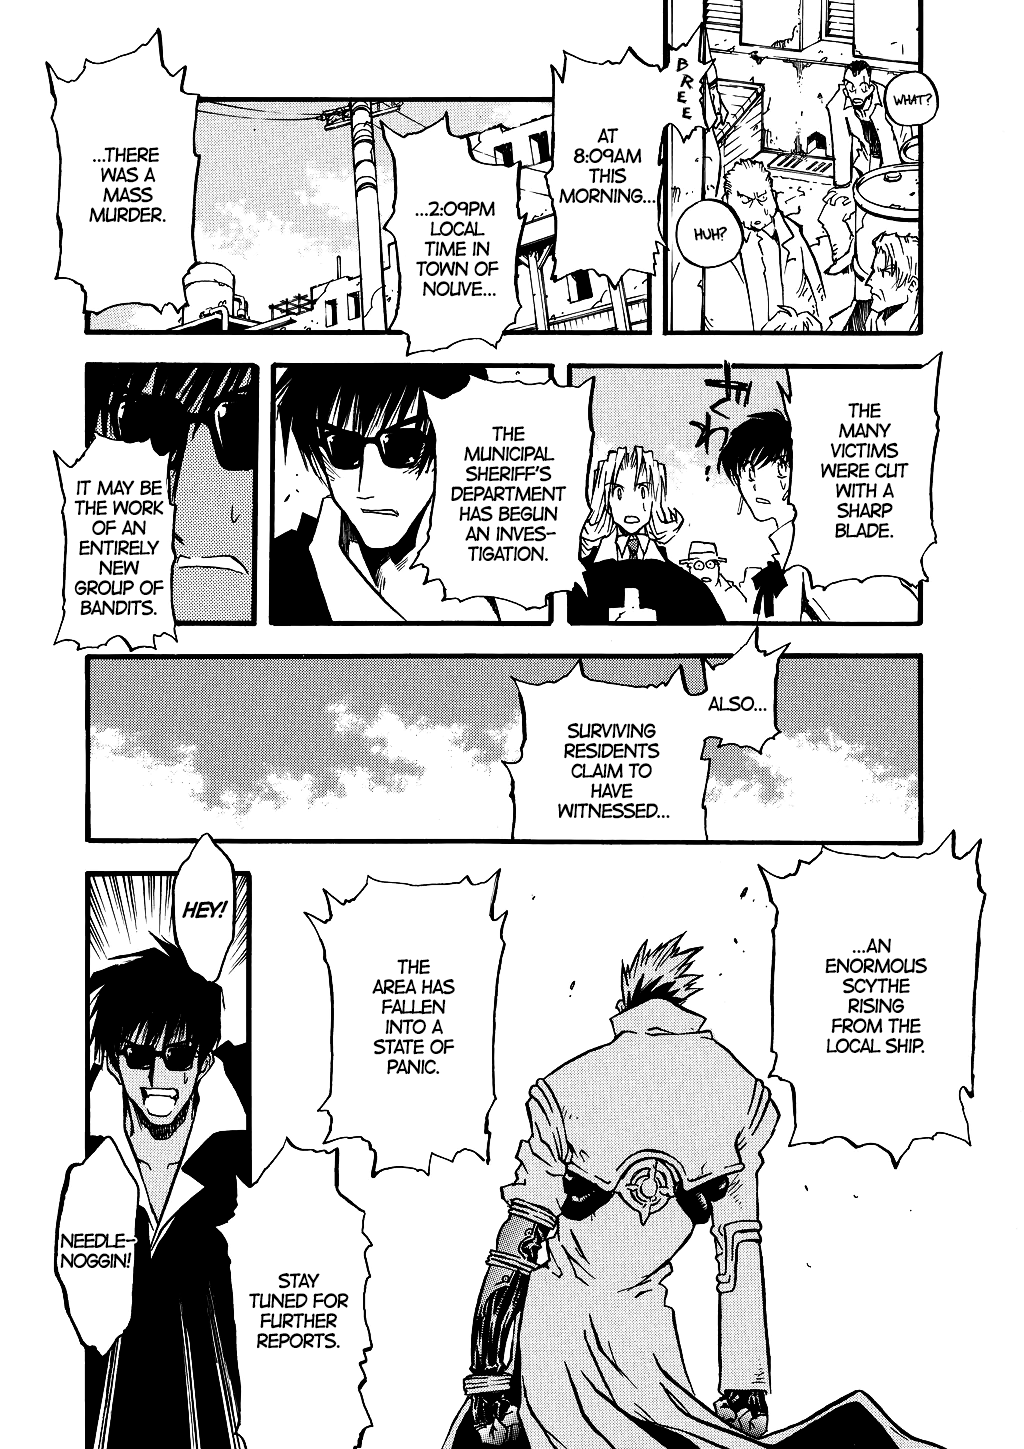 WHAT?
BREE
HUH?
AT
8:09AM
THIS
MORNING...
...2:09PM
LOCAL
TIME IN
TOWN OF
NOUVE...
...THERE
WAS A
MASS
MURDER.
THE
MANY
VICTIMS
WERE CUT
WITH A
SHARP
BLADE.
THE
MUNICIPAL
SHERIFF'S
DEPARTMENT
HAS BEGUN
AN INVES-
TIGATION.
IT MAY BE
THE WORK
OF AN
ENTIRELY
NEW
GROUP OF
BANDITS.
ALSO...
SURVIVING
RESIDENTS
CLAIM TO
HAVE
WITNESSED...
...AN
ENORMOUS
SCYTHE
RISING
FROM THE
LOCAL SHIP.
THE
AREA HAS
FALLEN
INTO A
STATE OF
PANIC.
HEY!
STAY
TUNED FOR
FURTHER
REPORTS.
NEEDLE-
NOGGIN!